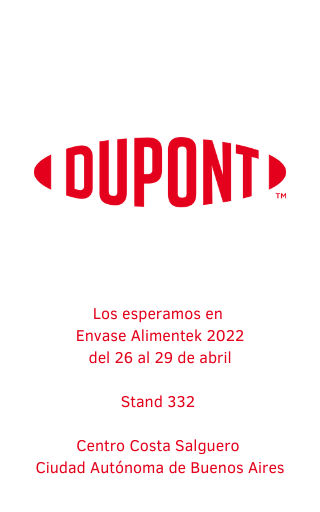 DUPONT
™
Los esperamos en
Envase Alimentek 2022
del 26 al 29 de abril
Stand 332
Centro Costa Salguero
Ciudad Autónoma de Buenos Aires